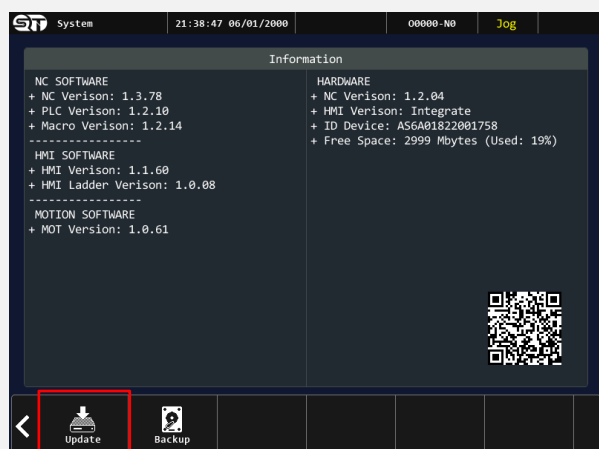 STT System 21:38:47 06/01/2000 O0000-N0 Jog
Information
NC SOFTWARE
+ NC Verison: 1.3.78
+ PLC Verison: 1.2.10
+ Macro Verison: 1.2.14
-----------------
HMI SOFTWARE
+ HMI Verison: 1.1.60
+ HMI Ladder Verison: 1.0.08
-----------------
MOTION SOFTWARE
+ MOT Version: 1.0.61
HARDWARE
+ NC Verison: 1.2.04
+ HMI Verison: Integrate
+ ID Device: AS6A01822001758
+ Free Space: 2999 Mbytes (Used: 19%)
Update
Backup